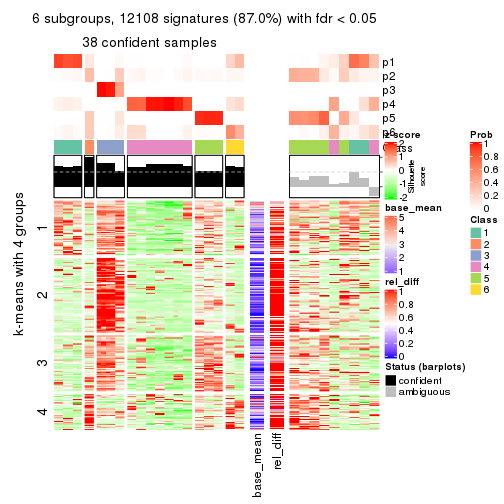 6 subgroups, 12108 signatures (87.0%) with fdr < 0.05
38 confident samples
p1
p2
p3
p4
p5
p6
Class
z-score
2
1
0
-1
-2
Silhouette
score
base_mean
5
4
3
2
1
rel_diff
1
0.8
0.6
0.4
0.2
0
Status (barplots)
confident
ambiguous
Prob
1
0.8
0.6
0.4
0.2
0
Class
1
2
3
4
5
6
k-means with 4 groups
1
2
3
4
base_mean
rel_diff